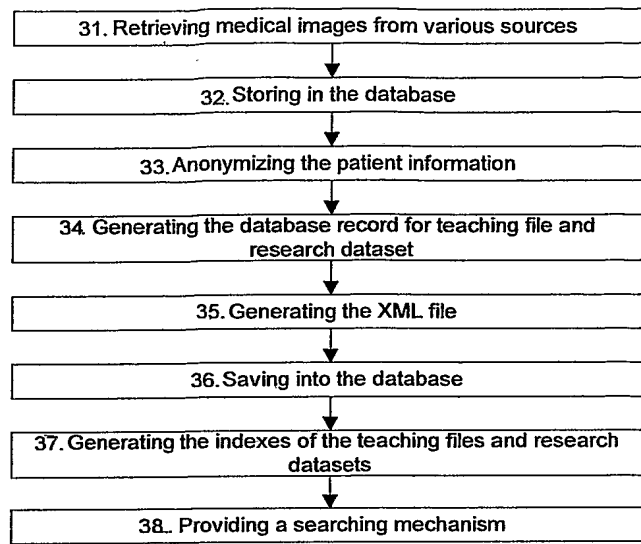 31. Retrieving medical images from various sources
32. Storing in the database
33. Anonymizing the patient information
34. Generating the database record for teaching file and
research dataset
35. Generating the XML file
36. Saving into the database
37. Generating the indexes of the teaching files and research
datasets
38.. Providing a searching mechanism